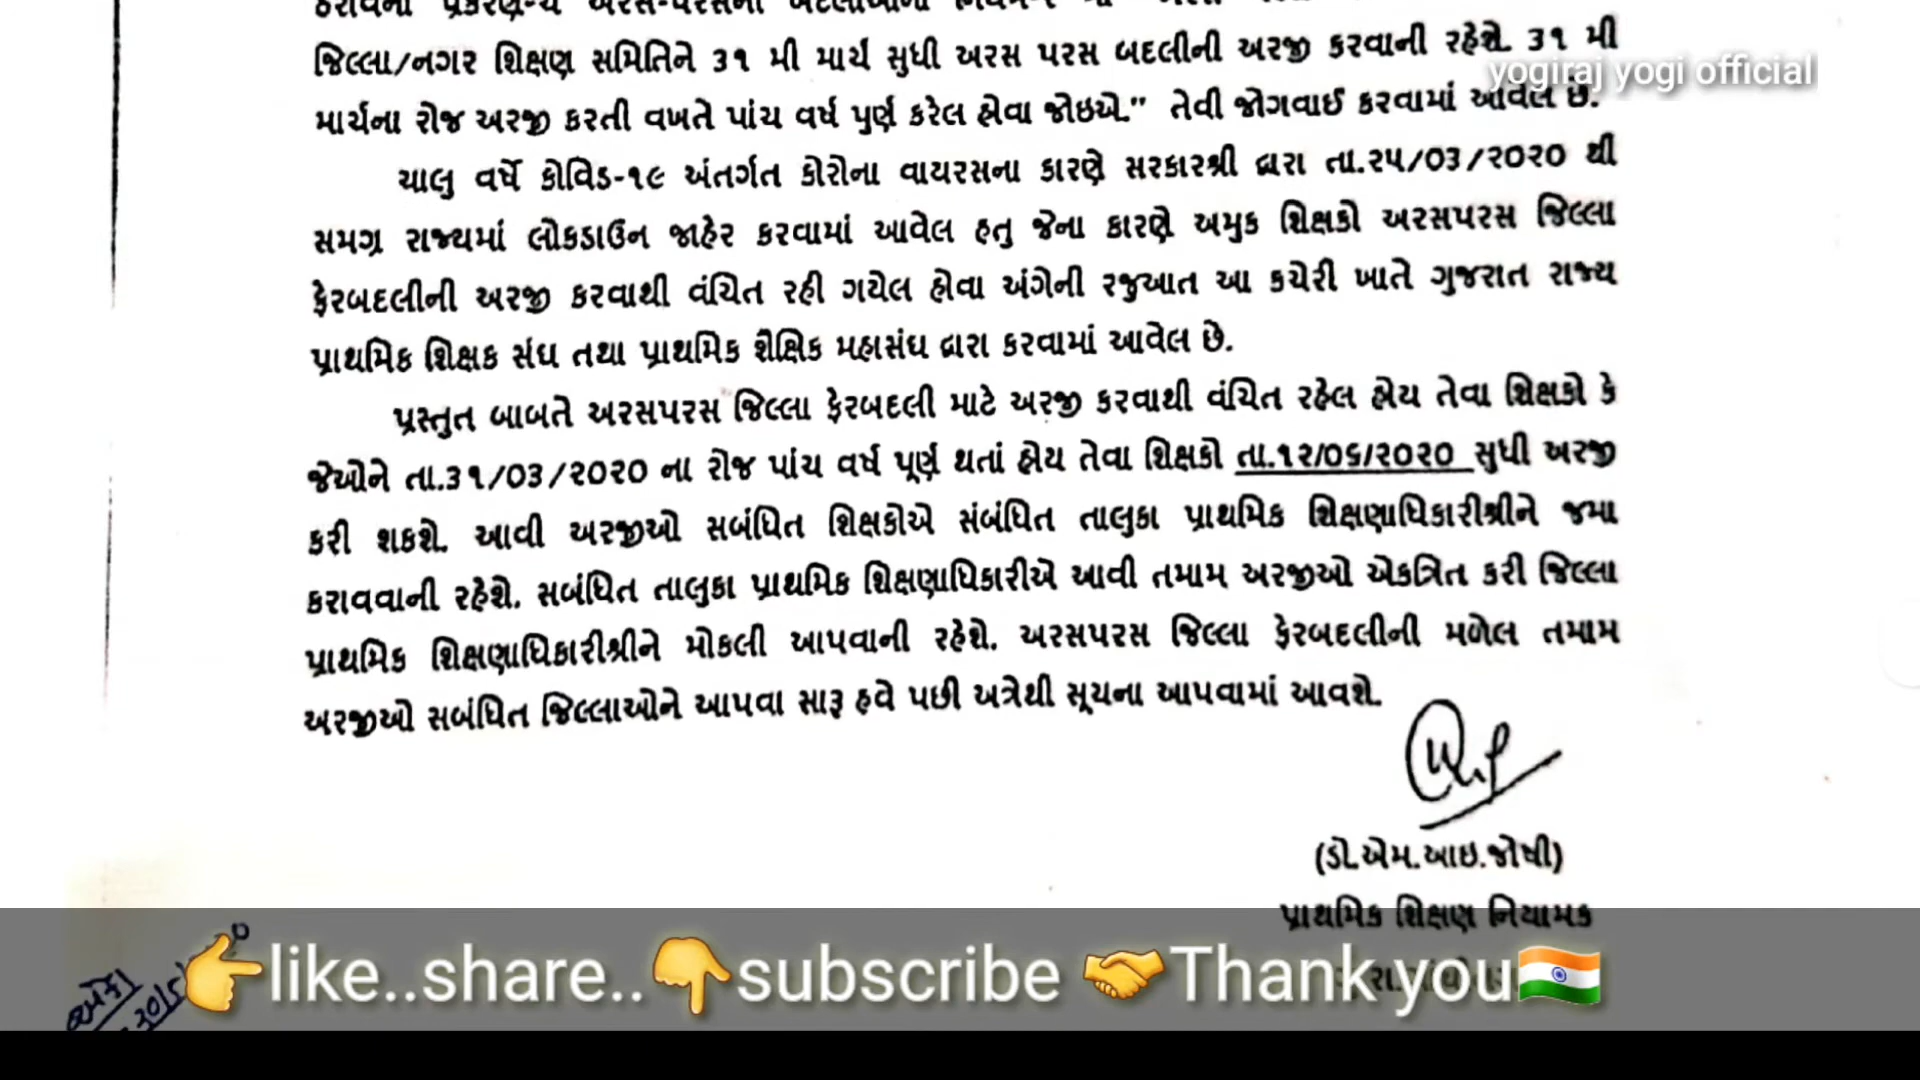 જિલ્લા/નગર શિક્ષણ સમિતિને ૩૧ મી માર્ચ સુધી અરસ પરસ બદલીની અરજી કરવાની રહેશે. ૩૧ મી
yogiraj yogi official
માર્ચના રોજ અરજી કરતી વખતે પાંચ વર્ષ પુર્ણ કરેલ હોવા જોઇએ." તેવી જોગવાઈ કરવામાં આવેલ છે.
ચાલુ વર્ષે કોવિડ-૧૯ અંતર્ગત કોરોના વાયરસના કારણે સરકારશ્રી દ્વારા તા.૨૫/૦૩/૨૦૨૦ થી
સમગ્ર રાજ્યમાં લોકડાઉન જાહેર કરવામાં આવેલ હતુ જેના કારણે અમુક શિક્ષકો અરસપરસ જિલ્લા
ફેરબદલીની અરજી કરવાથી વંચિત રહી ગયેલ હોવા અંગેની રજુઆત આ કચેરી ખાતે ગુજરાત રાજ્ય
પ્રાથમિક શિક્ષક સંઘ તથા પ્રાથમિક શૈક્ષિક મહાસંઘ દ્વારા કરવામાં આવેલ છે.
પ્રસ્તુત બાબતે અરસપરસ જિલ્લા ફેરબદલી માટે અરજી કરવાથી વંચિત રહેલ હોય તેવા શિક્ષકો કે
જેઓને તા.૩૧/૦૩/૨૦૨૦ ના રોજ પાંચ વર્ષ પૂર્ણ થતાં હોય તેવા શિક્ષકો તા.૧૨/૦૬/૨૦૨૦ સુધી અરજી
કરી શકશે. આવી અરજીઓ સબંધિત શિક્ષકોએ સંબંધિત તાલુકા પ્રાથમિક શિક્ષણાધિકારીશ્રીને જમા
કરાવવાની રહેશે. સબંધિત તાલુકા પ્રાથમિક શિક્ષણાધિકારીએ આવી તમામ અરજીઓ એકત્રિત કરી જિલ્લા
પ્રાથમિક શિક્ષણાધિકારીશ્રીને મોકલી આપવાની રહેશે. અરસપરસ જિલ્લા ફેરબદલીની મળેલ તમામ
અરજીઓ સબંધિત જિલ્લાઓને આપવા સારૂ હવે પછી અત્રેથી સૂચના આપવામાં આવશે.
(ડો.એમ.આઇ.જોષી)
પ્રાથમિક શિક્ષણ નિયામક
👉like..share..👇subscribe 🤝Thank you🇮🇳